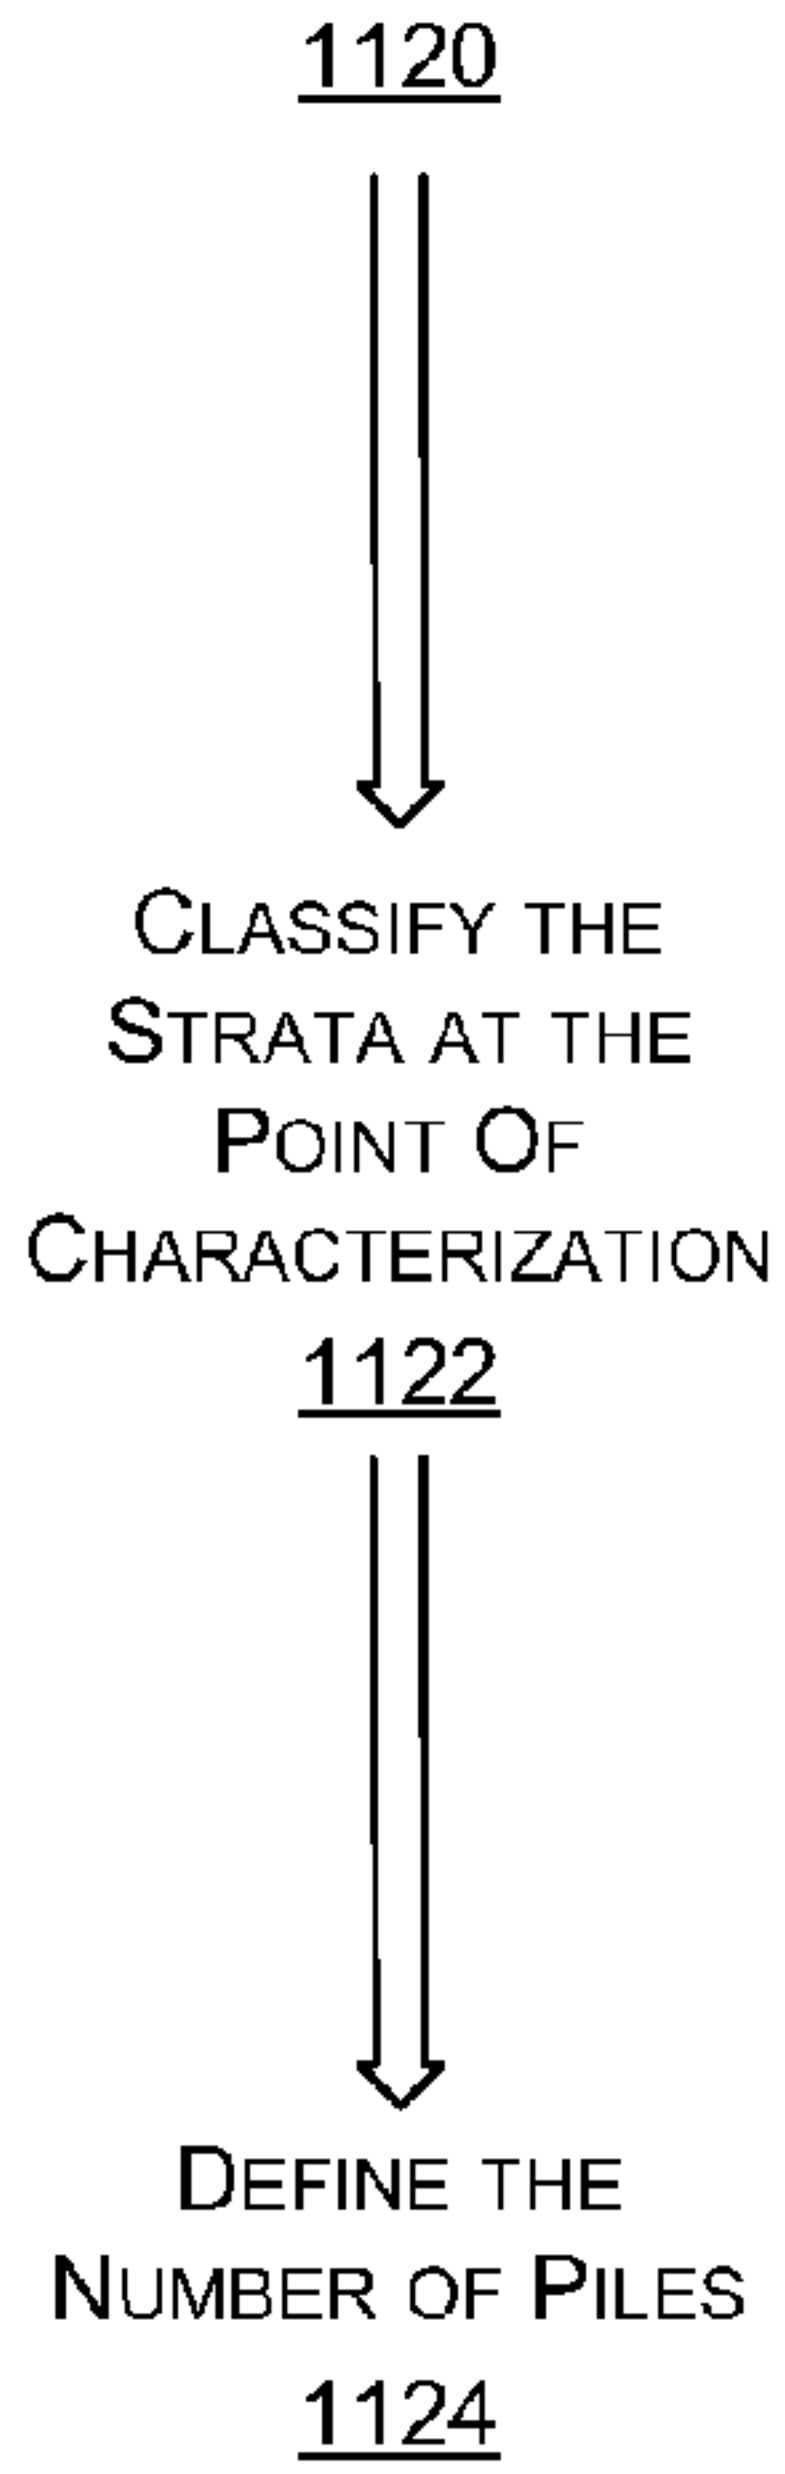 1120
CLASSIFY THE
STRATA AT THE
POINT OF
CHARACTERIZATION
1122
DEFINE THE
NUMBER OF PILES
1124